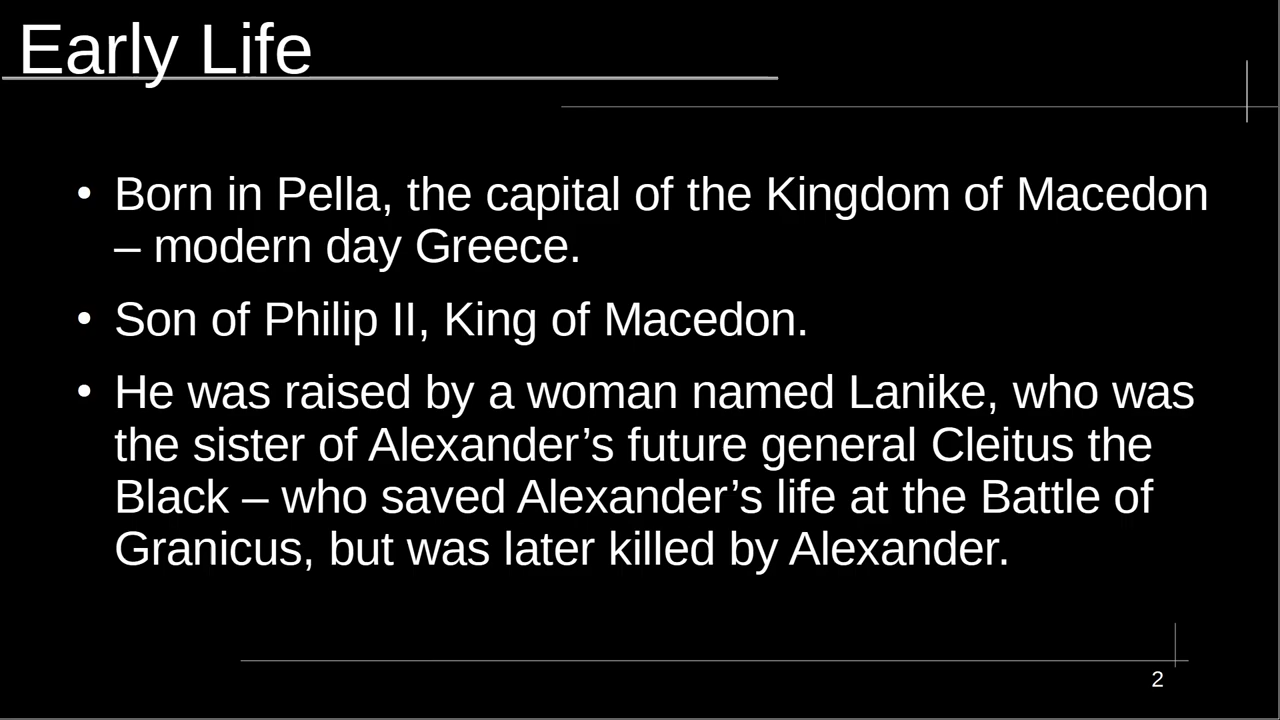 Early Life
• Born in Pella, the capital of the Kingdom of Macedon
– modern day Greece.
• Son of Philip II, King of Macedon.
• He was raised by a woman named Lanike, who was
the sister of Alexander’s future general Cleitus the
Black – who saved Alexander’s life at the Battle of
Granicus, but was later killed by Alexander.
2